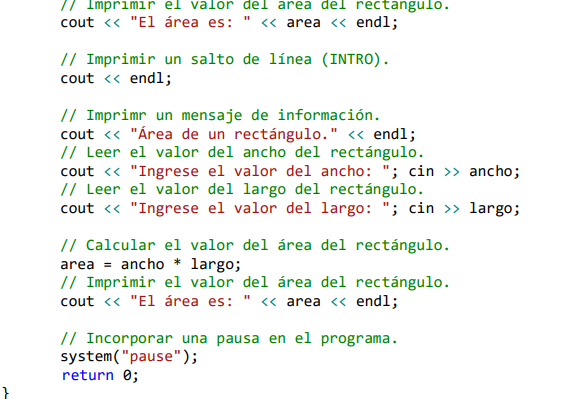 // Imprimir el valor del área del rectángulo.
cout << "El área es: " << area << endl;
// Imprimir un salto de línea (INTRO).
cout << endl;
// Imprimr un mensaje de información.
cout << "Área de un rectángulo." << endl;
// Leer el valor del ancho del rectángulo.
cout << "Ingrese el valor del ancho: "; cin >> ancho;
// Leer el valor del largo del rectángulo.
cout << "Ingrese el valor del largo: "; cin >> largo;
// Calcular el valor del área del rectángulo.
area = ancho * largo;
// Imprimir el valor del área del rectángulo.
cout << "El área es: " << area << endl;
// Incorporar una pausa en el programa.
system("pause");
return 0;
}